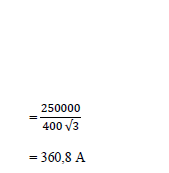 = 250000 / 400 √3
= 360,8 A